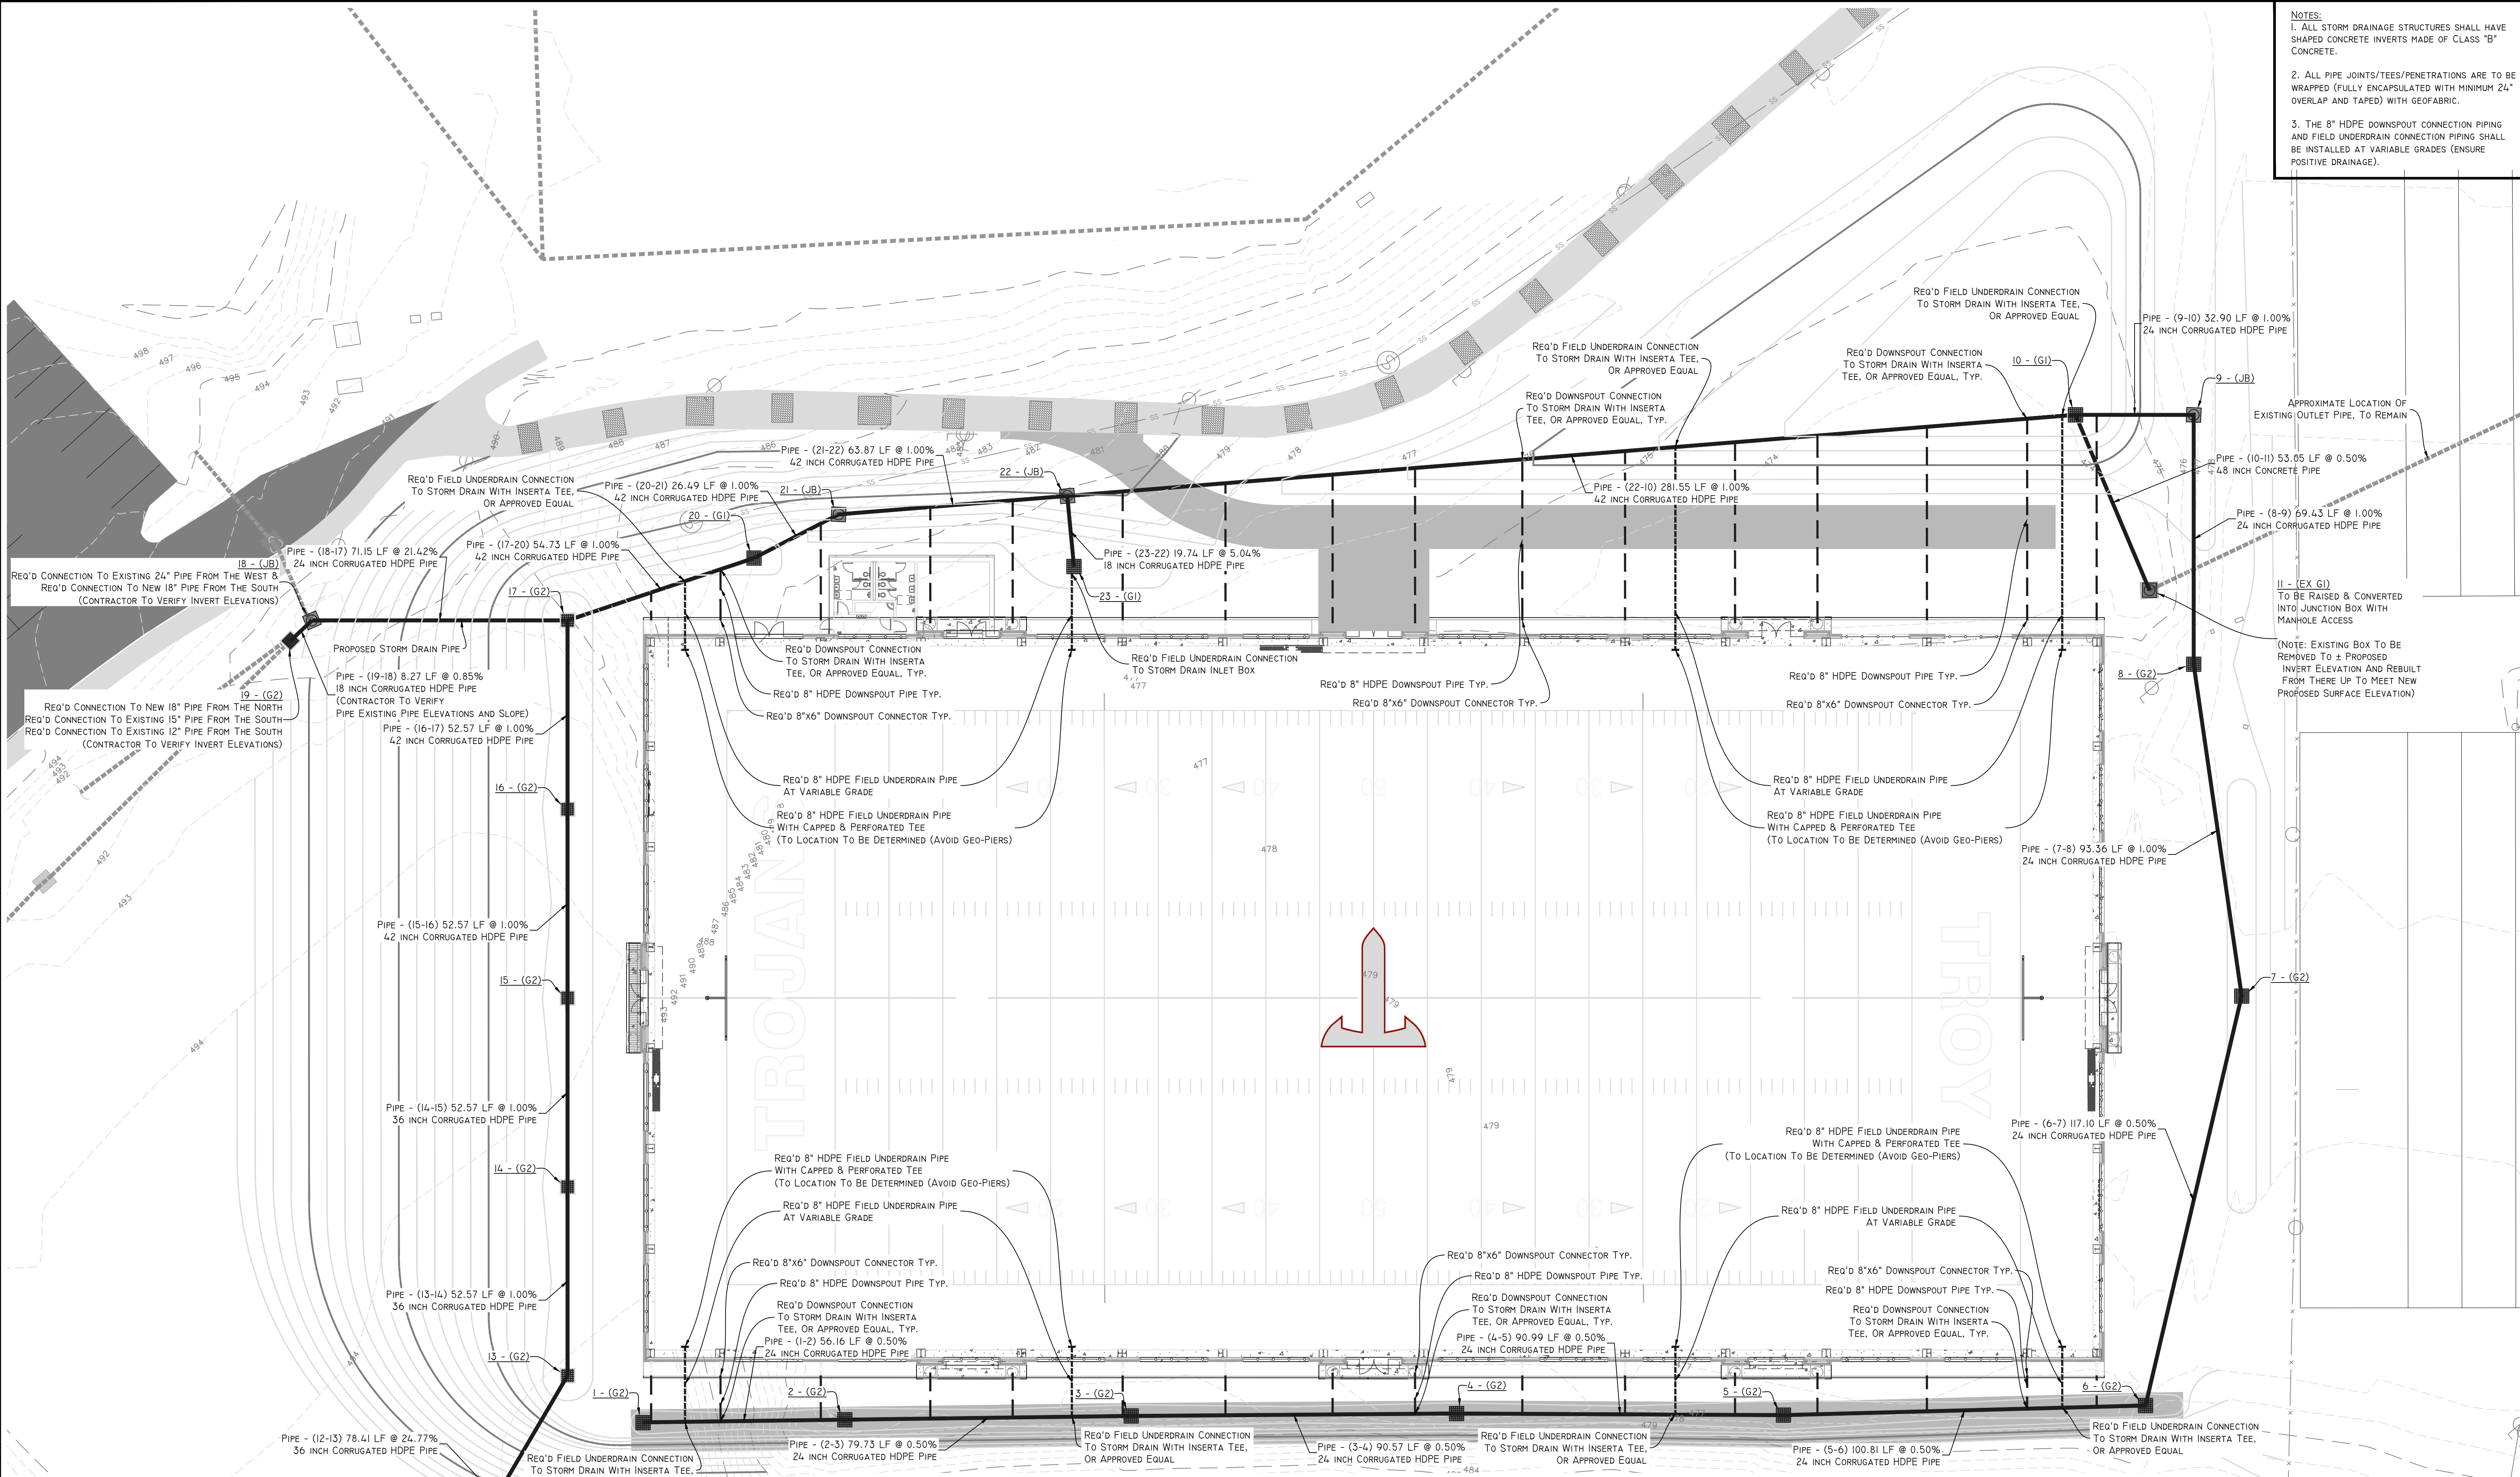 Notes:
1. All storm drainage structures shall have
shaped concrete inverts made of Class "B"
Concrete.
2. All pipe joints/tees/penetrations are to be
wrapped (fully encapsulated with minimum 24"
overlap and taped) with geofabric.
3. The 8" HDPE downspout connection piping
and field underdrain connection piping shall
be installed at variable grades (ensure
positive drainage).
Req'd Field Underdrain Connection
To Storm Drain With Inserta Tee,
Or Approved Equal
Pipe - (9-10) 32.90 LF @ 1.00%
24 inch Corrugated HDPE Pipe
Req'd Field Underdrain Connection
To Storm Drain With Inserta Tee,
Or Approved Equal
Req'd Downspout Connection
To Storm Drain With Inserta
Tee, Or Approved Equal, Typ.
10 - (G1)
9 - (JB)
Req'd Downspout Connection
To Storm Drain With Inserta
Tee, Or Approved Equal, Typ.
Approximate Location Of
Existing Outlet Pipe, To Remain
Pipe - (21-22) 63.87 LF @ 1.00%
42 inch Corrugated HDPE Pipe
22 - (JB)
Pipe - (10-11) 53.05 LF @ 0.50%
48 inch Concrete Pipe
Req'd Field Underdrain Connection
To Storm Drain With Inserta Tee,
Or Approved Equal
Pipe - (20-21) 26.49 LF @ 1.00%
42 inch Corrugated HDPE Pipe
21 - (JB)
20 - (G1)
Pipe - (22-10) 281.55 LF @ 1.00%
42 inch Corrugated HDPE Pipe
Pipe - (8-9) 69.43 LF @ 1.00%
24 inch Corrugated HDPE Pipe
Pipe - (18-17) 71.15 LF @ 21.42%
24 inch Corrugated HDPE Pipe
Pipe - (17-20) 54.73 LF @ 1.00%
42 inch Corrugated HDPE Pipe
Pipe - (23-22) 19.74 LF @ 5.04%
18 inch Corrugated HDPE Pipe
18 - (JB)
Req'd Connection To Existing 24" Pipe From The West &
Req'd Connection To New 18" Pipe From The South
(Contractor To Verify Invert Elevations)
17 - (G2)
23 - (G1)
11 - (EX G1)
To Be Raised & Converted
Into Junction Box With
Manhole Access
(Note: Existing Box To Be
Removed To ± Proposed
Invert Elevation And Rebuilt
From There Up To Meet New
Proposed Surface Elevation)
Proposed Storm Drain Pipe
Req'd Downspout Connection
To Storm Drain With Inserta
Tee, Or Approved Equal, Typ.
Req'd Field Underdrain Connection
To Storm Drain Inlet Box
Pipe - (19-18) 8.27 LF @ 0.85%
18 inch Corrugated HDPE Pipe
(Contractor To Verify
Pipe Existing Pipe Elevations and Slope)
19 - (G2)
Req'd Connection To New 18" Pipe From The North
Req'd Connection To Existing 15" Pipe From The South
Req'd Connection To Existing 12" Pipe From The South
(Contractor To Verify Invert Elevations)
Req'd 8" HDPE Downspout Pipe Typ.
Req'd 8"x6" Downspout Connector Typ.
Req'd 8" HDPE Downspout Pipe Typ.
Req'd 8"x6" Downspout Connector Typ.
Req'd 8" HDPE Downspout Pipe Typ.
Req'd 8"x6" Downspout Connector Typ.
8 - (G2)
Pipe - (16-17) 52.57 LF @ 1.00%
42 inch Corrugated HDPE Pipe
16 - (G2)
Req'd 8" HDPE Field Underdrain Pipe
At Variable Grade
Req'd 8" HDPE Field Underdrain Pipe
With Capped & Perforated Tee
(To Location To Be Determined (Avoid Geo-Piers)
Req'd 8" HDPE Field Underdrain Pipe
At Variable Grade
Req'd 8" HDPE Field Underdrain Pipe
With Capped & Perforated Tee
(To Location To Be Determined (Avoid Geo-Piers)
Pipe - (7-8) 93.36 LF @ 1.00%
24 inch Corrugated HDPE Pipe
Pipe - (15-16) 52.57 LF @ 1.00%
42 inch Corrugated HDPE Pipe
15 - (G2)
7 - (G2)
TROJANS
TROY
Pipe - (14-15) 52.57 LF @ 1.00%
36 inch Corrugated HDPE Pipe
14 - (G2)
Pipe - (6-7) 117.10 LF @ 0.50%
24 inch Corrugated HDPE Pipe
Req'd 8" HDPE Field Underdrain Pipe
With Capped & Perforated Tee
(To Location To Be Determined (Avoid Geo-Piers)
Req'd 8" HDPE Field Underdrain Pipe
At Variable Grade
Req'd 8" HDPE Field Underdrain Pipe
With Capped & Perforated Tee
(To Location To Be Determined (Avoid Geo-Piers)
Req'd 8" HDPE Field Underdrain Pipe
At Variable Grade
Pipe - (13-14) 52.57 LF @ 1.00%
36 inch Corrugated HDPE Pipe
13 - (G2)
Req'd 8"x6" Downspout Connector Typ.
Req'd 8" HDPE Downspout Pipe Typ.
Req'd Downspout Connection
To Storm Drain With Inserta
Tee, Or Approved Equal, Typ.
Pipe - (1-2) 56.16 LF @ 0.50%
24 inch Corrugated HDPE Pipe
Req'd 8"x6" Downspout Connector Typ.
Req'd 8" HDPE Downspout Pipe Typ.
Req'd Downspout Connection
To Storm Drain With Inserta
Tee, Or Approved Equal, Typ.
Pipe - (4-5) 90.99 LF @ 0.50%
24 inch Corrugated HDPE Pipe
Req'd 8"x6" Downspout Connector Typ.
Req'd 8" HDPE Downspout Pipe Typ.
Req'd Downspout Connection
To Storm Drain With Inserta
Tee, Or Approved Equal, Typ.
1 - (G2)
2 - (G2)
3 - (G2)
4 - (G2)
5 - (G2)
6 - (G2)
Pipe - (12-13) 78.41 LF @ 24.77%
36 inch Corrugated HDPE Pipe
Req'd Field Underdrain Connection
To Storm Drain With Inserta Tee,
Pipe - (2-3) 79.73 LF @ 0.50%
24 inch Corrugated HDPE Pipe
Req'd Field Underdrain Connection
To Storm Drain With Inserta Tee,
Or Approved Equal
Pipe - (3-4) 90.57 LF @ 0.50%
24 inch Corrugated HDPE Pipe
Req'd Field Underdrain Connection
To Storm Drain With Inserta Tee,
Or Approved Equal
Pipe - (5-6) 100.81 LF @ 0.50%
24 inch Corrugated HDPE Pipe
Req'd Field Underdrain Connection
To Storm Drain With Inserta Tee,
Or Approved Equal